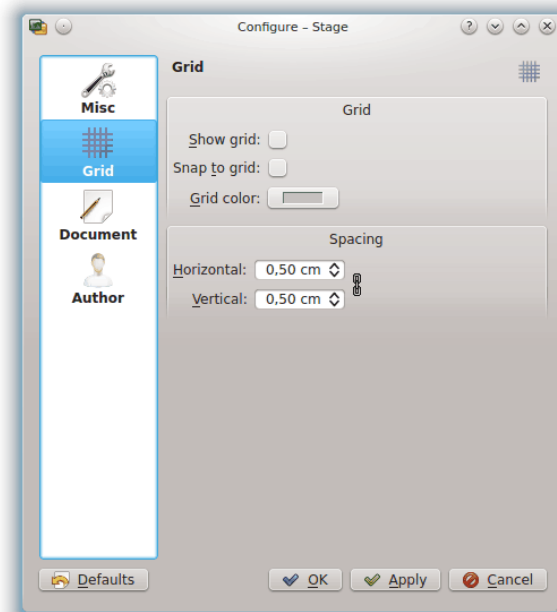 Configure – Stage
Misc
Grid
Document
Author
Grid
Grid
Show grid:
Snap to grid:
Grid color:
Spacing
Horizontal: 0,50 cm
Vertical: 0,50 cm
Defaults OK Apply Cancel